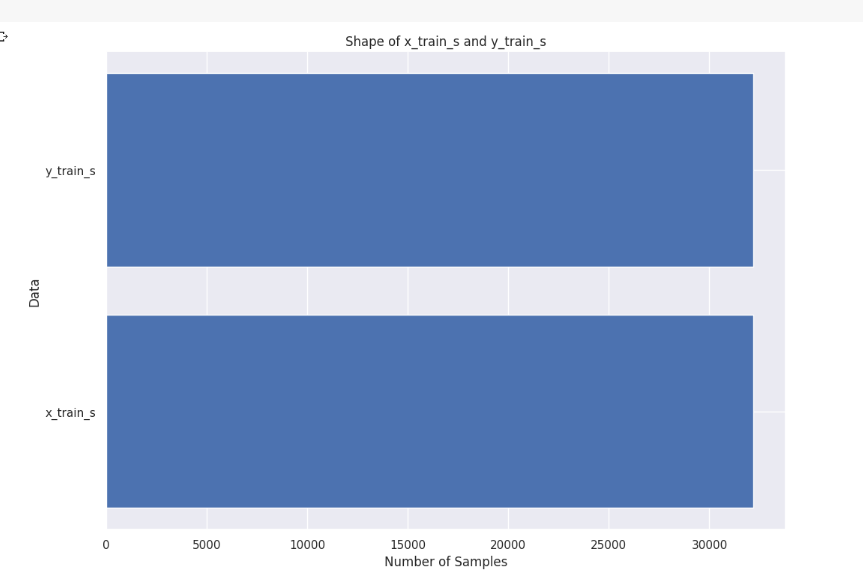 Shape of x_train_s and y_train_s
y_train_s
Data
x_train_s
0 5000 10000 15000 20000 25000 30000
Number of Samples